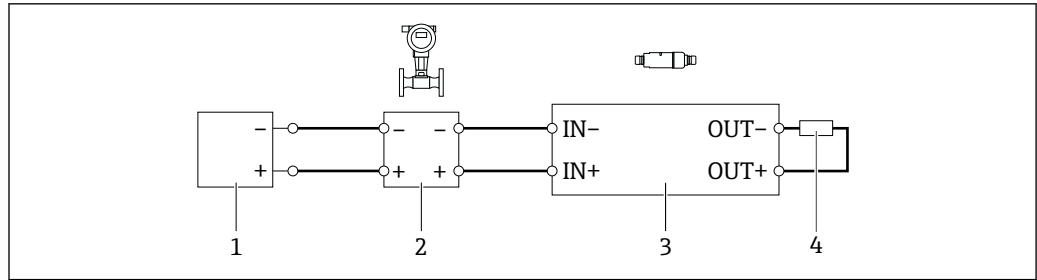 – – – IN– OUT–
+ + + IN+ OUT+
1 2 3 4